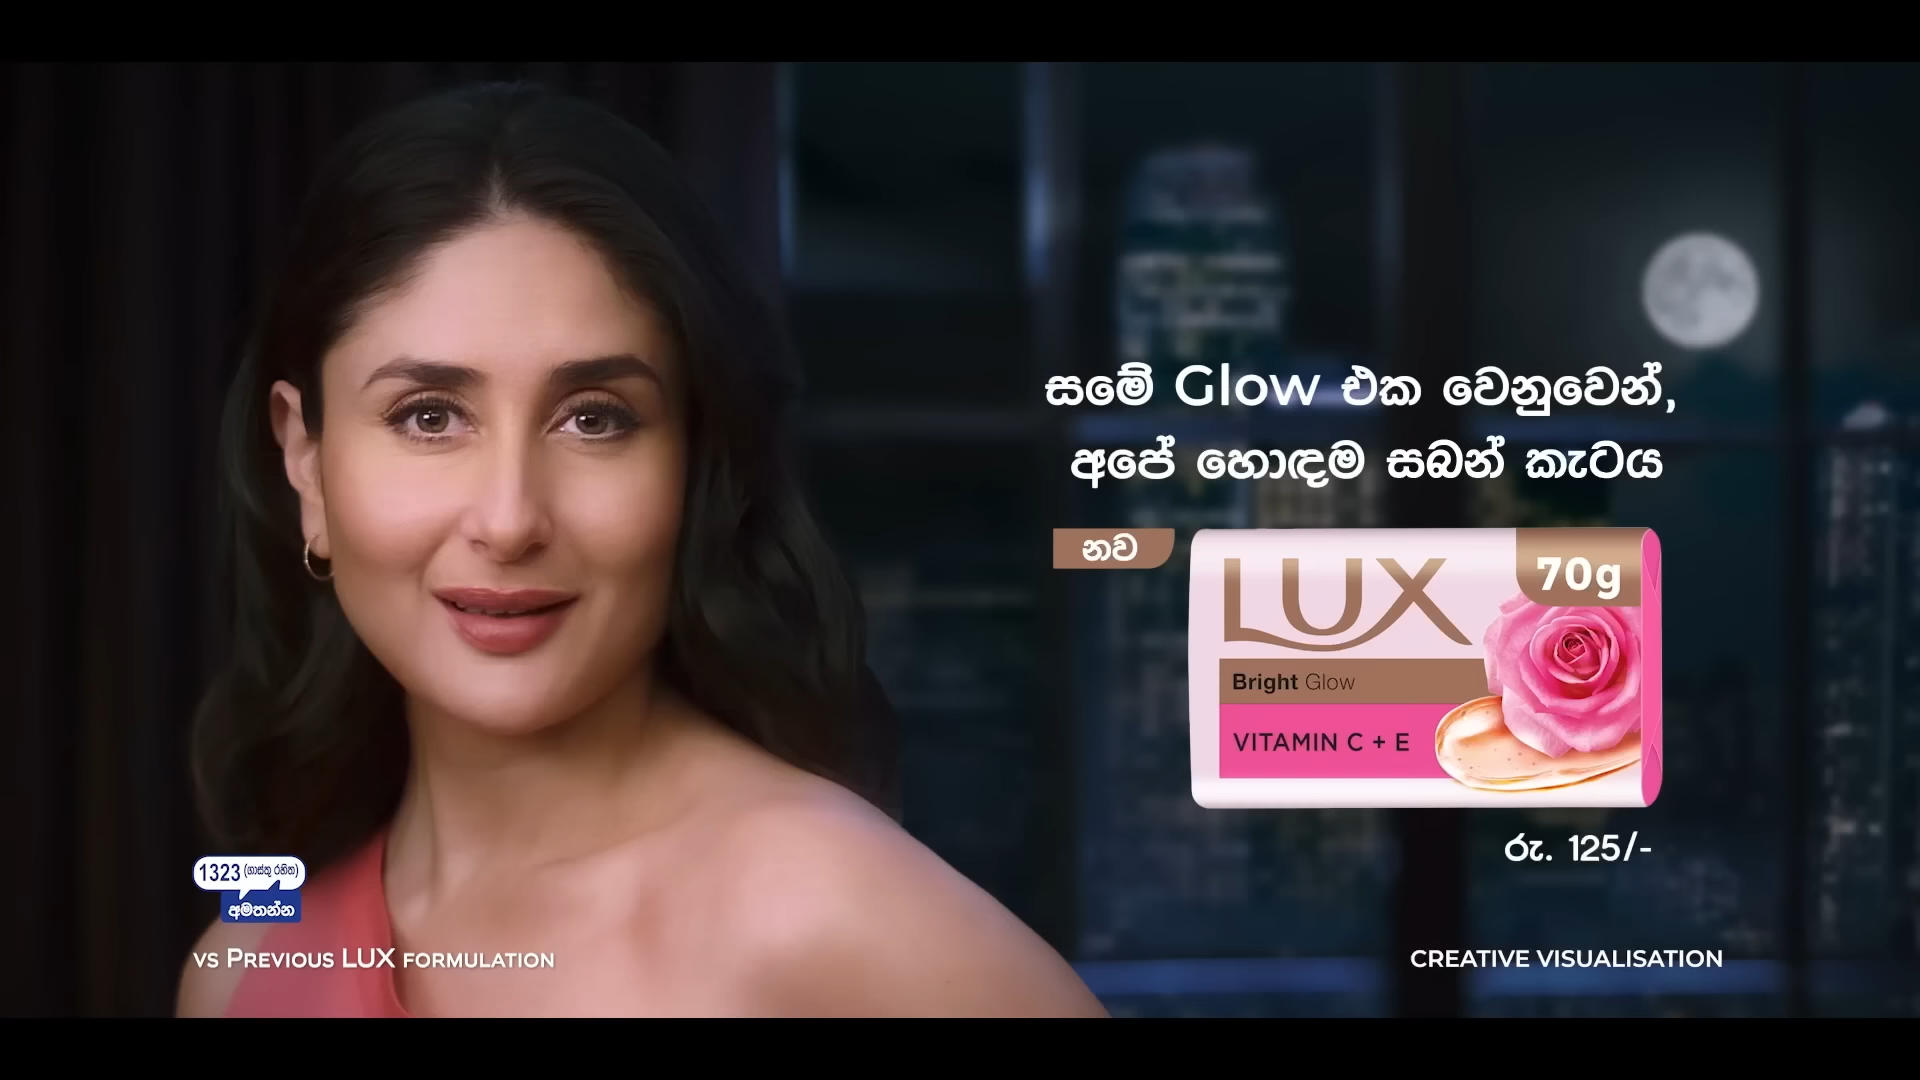 සමේ Glow එක වෙනුවෙන්,
අපේ හොඳම සබන් කැටය
නව
LUX
70g
Bright Glow
VITAMIN C + E
රු. 125/-
1323 (ගාස්තු රහිත)
අමතන්න
VS PREVIOUS LUX FORMULATION
CREATIVE VISUALISATION